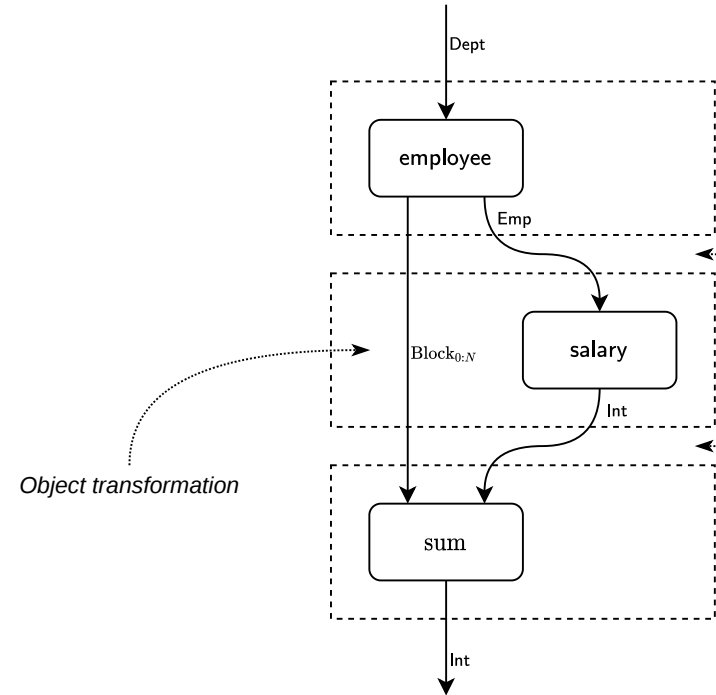 Dept
employee
Emp
Block₀:N
salary
Int
Object transformation
sum
Int